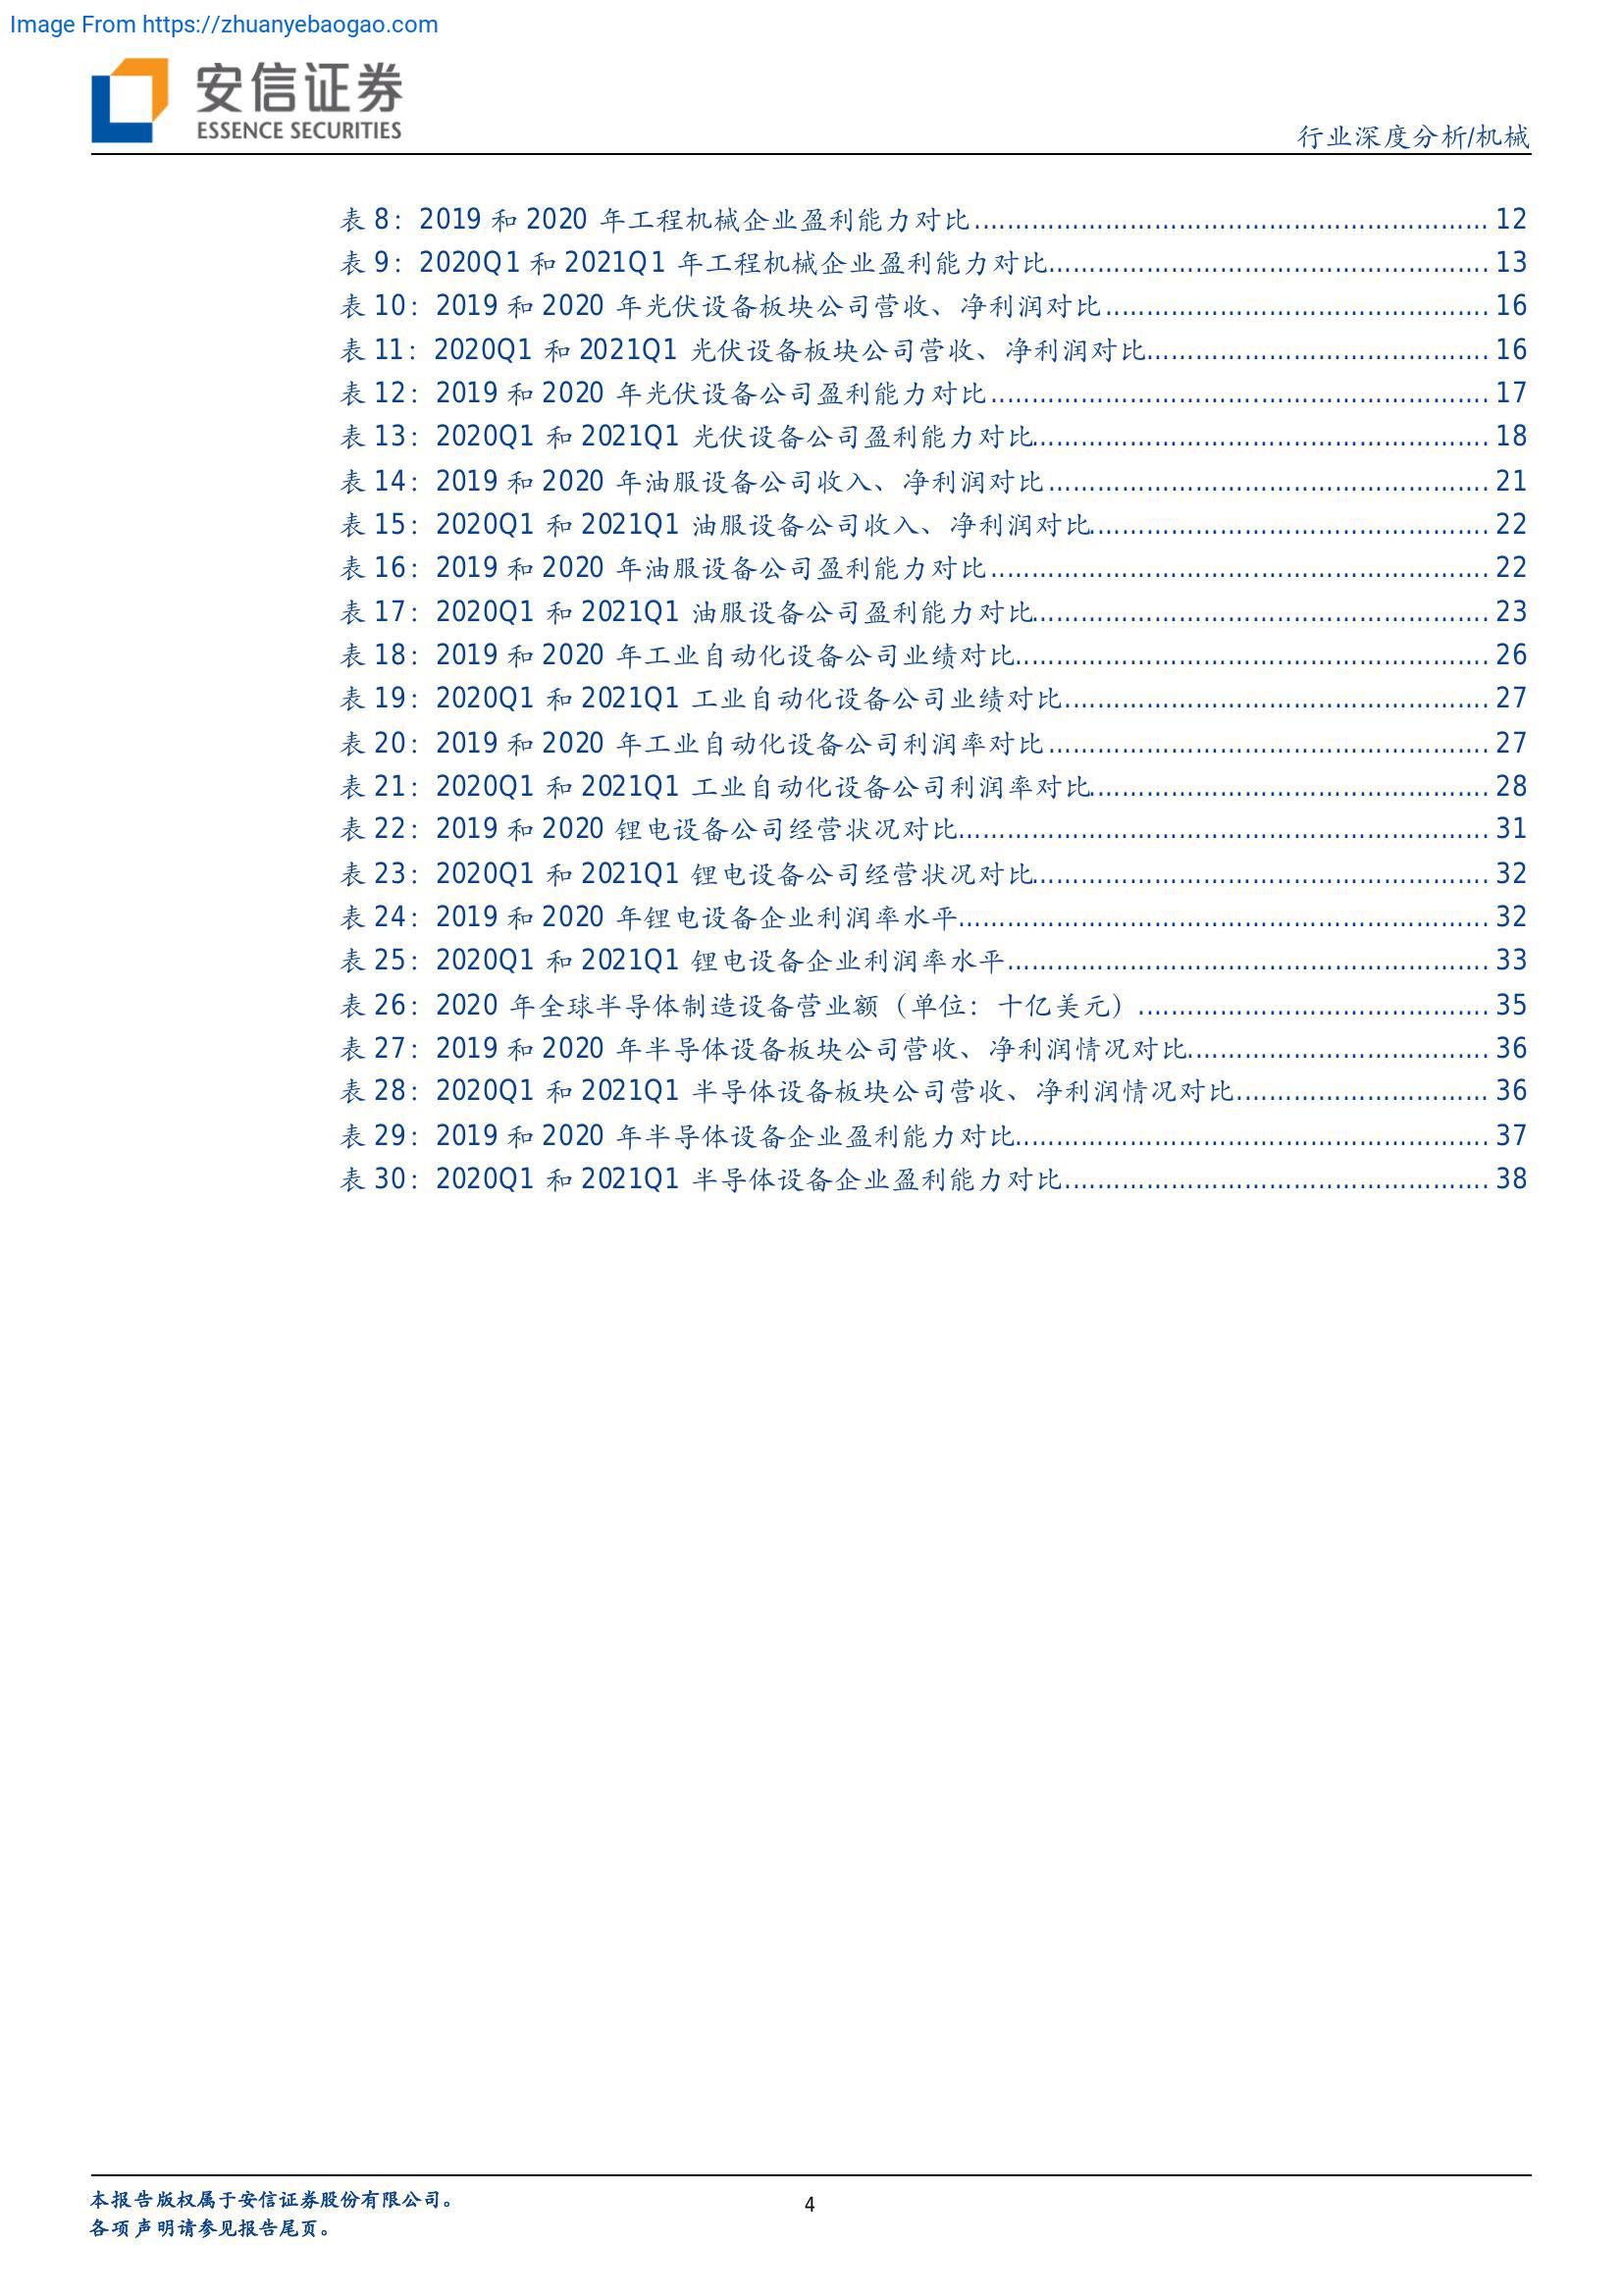 Image From https://zhuanyebaogao.com
安信证券
ESSENCE SECURITIES
行业深度分析/机械
表 8：2019 和 2020 年工程机械企业盈利能力对比........................................................ 12
表 9：2020Q1 和 2021Q1 年工程机械企业盈利能力对比........................................................ 13
表 10：2019 和 2020 年光伏设备板块公司营收、净利润对比........................................................ 16
表 11：2020Q1 和 2021Q1 光伏设备板块公司营收、净利润对比........................................................ 16
表 12：2019 和 2020 年光伏设备公司盈利能力对比........................................................ 17
表 13：2020Q1 和 2021Q1 光伏设备公司盈利能力对比........................................................ 18
表 14：2019 和 2020 年油服设备公司收入、净利润对比........................................................ 21
表 15：2020Q1 和 2021Q1 油服设备公司收入、净利润对比........................................................ 22
表 16：2019 和 2020 年油服设备公司盈利能力对比........................................................ 22
表 17：2020Q1 和 2021Q1 油服设备公司盈利能力对比........................................................ 23
表 18：2019 和 2020 年工业自动化设备公司业绩对比........................................................ 26
表 19：2020Q1 和 2021Q1 工业自动化设备公司业绩对比........................................................ 27
表 20：2019 和 2020 年工业自动化设备公司利润率对比........................................................ 27
表 21：2020Q1 和 2021Q1 工业自动化设备公司利润率对比........................................................ 28
表 22：2019 和 2020 锂电设备公司经营状况对比........................................................ 31
表 23：2020Q1 和 2021Q1 锂电设备公司经营状况对比........................................................ 32
表 24：2019 和 2020 年锂电设备企业利润率水平........................................................ 32
表 25：2020Q1 和 2021Q1 锂电设备企业利润率水平........................................................ 33
表 26：2020 年全球半导体制造设备营业额（单位：十亿美元）........................................................ 35
表 27：2019 和 2020 年半导体设备板块公司营收、净利润情况对比........................................................ 36
表 28：2020Q1 和 2021Q1 半导体设备板块公司营收、净利润情况对比........................................................ 36
表 29：2019 和 2020 年半导体设备企业盈利能力对比........................................................ 37
表 30：2020Q1 和 2021Q1 半导体设备企业盈利能力对比........................................................ 38
本报告版权属于安信证券股份有限公司。
4
各项声明请参见报告尾页。